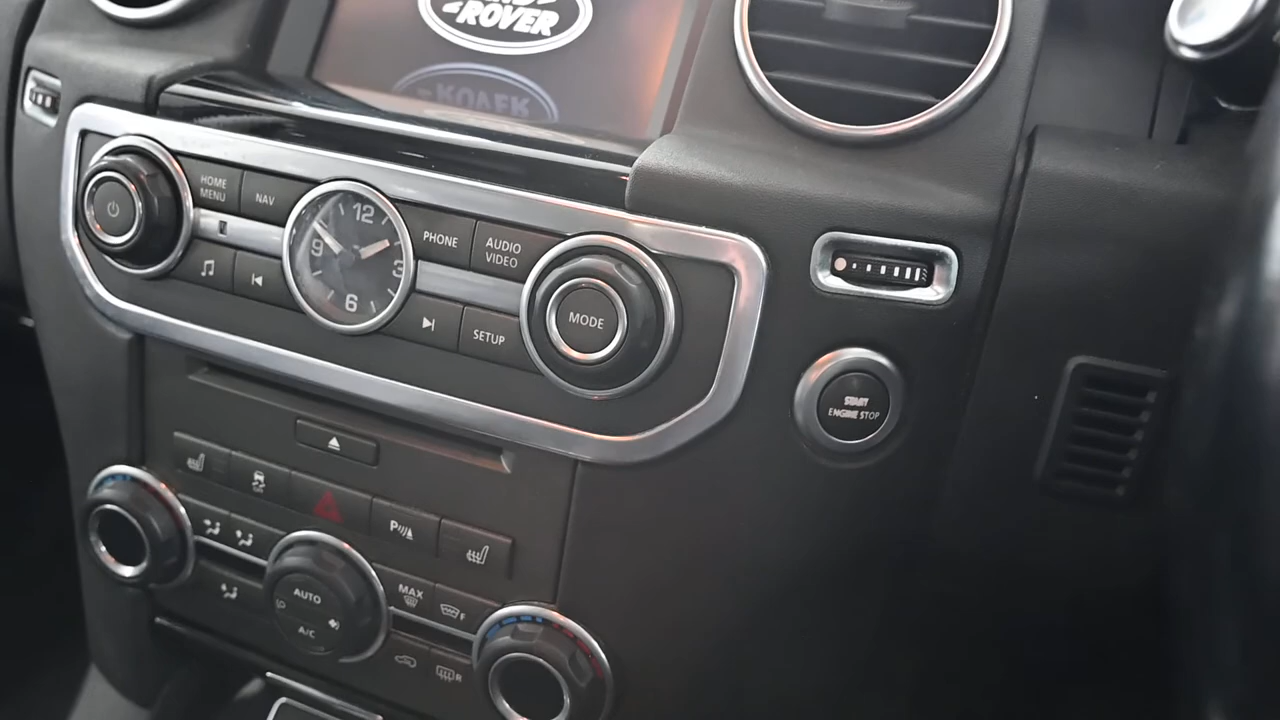 ROVER
HOME
MENU
NAV
12
9
3
6
PHONE
AUDIO
VIDEO
SETUP
MODE
START
ENGINE STOP
P
AUTO
A/C
MAX
F
R